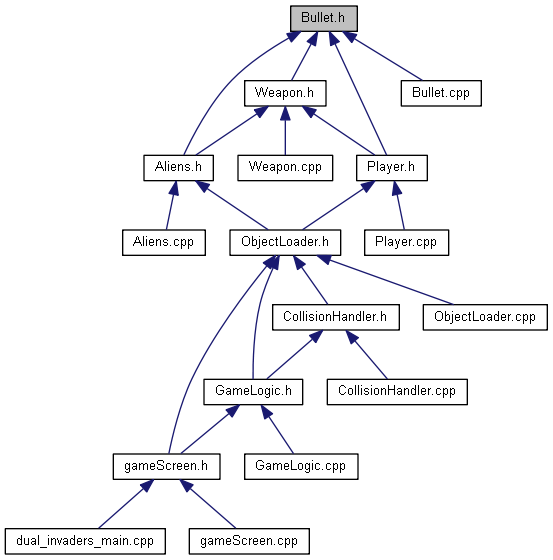 Bullet.h
Weapon.h
Bullet.cpp
Aliens.h
Weapon.cpp
Player.h
Aliens.cpp
ObjectLoader.h
Player.cpp
CollisionHandler.h
ObjectLoader.cpp
GameLogic.h
CollisionHandler.cpp
gameScreen.h
GameLogic.cpp
dual_invaders_main.cpp
gameScreen.cpp